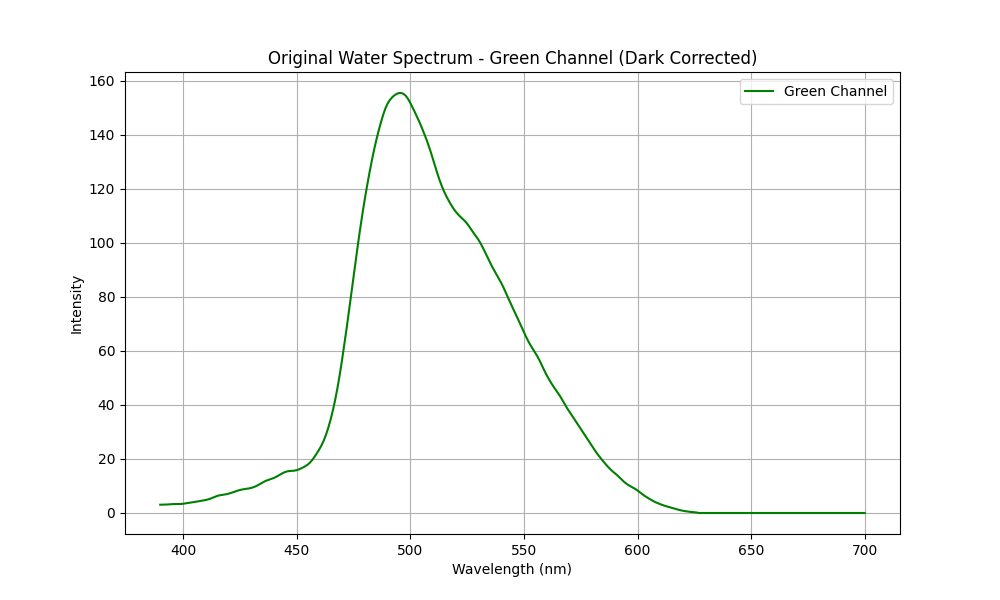 Original Water Spectrum - Green Channel (Dark Corrected)
Green Channel
160
140
120
100
80
60
40
20
0
Intensity
400 450 500 550 600 650 700
Wavelength (nm)